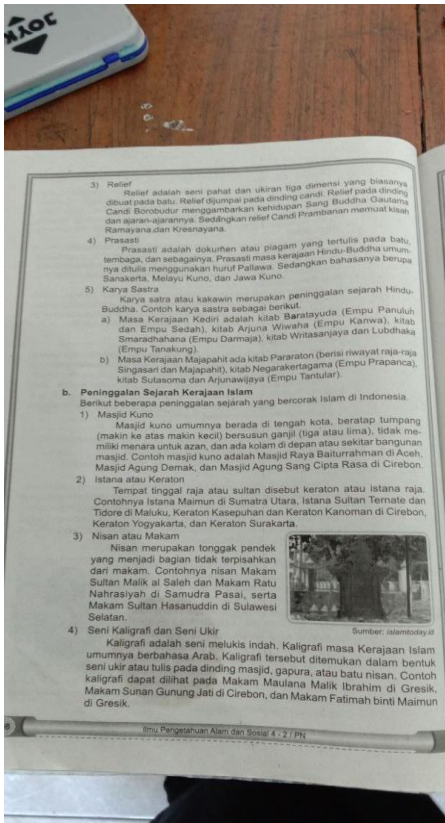 JOYK
3) Relief
Relief adalah seni pahat dan ukiran tiga dimensi yang biasanya
dibuat pada batu. Relief dijumpai pada dinding candi. Relief pada dinding
Candi Borobudur menggambarkan kehidupan Sang Buddha Gautama
dan ajaran-ajarannya. Sedangkan relief Candi Prambanan memuat kisah
Ramayana dan Kresnayana.
4) Prasasti
Prasasti adalah dokumen atau piagam yang tertulis pada batu,
tembaga, dan sebagainya. Prasasti masa kerajaan Hindu-Buddha umum-
nya ditulis menggunakan huruf Pallawa. Sedangkan bahasanya berupa
Sanskerta, Melayu Kuno, dan Jawa Kuno.
5) Karya Sastra
Karya satra atau kakawin merupakan peninggalan sejarah Hindu-
Buddha. Contoh karya sastra sebagai berikut.
a) Masa Kerajaan Kediri adalah kitab Baratayuda (Empu Panuluh
dan Empu Sedah), kitab Arjuna Wiwaha (Empu Kanwa), kitab
Smaradhahana (Empu Darmaja), kitab Writasanjaya dan Lubdhaka
(Empu Tanakung).
b) Masa Kerajaan Majapahit ada kitab Pararaton (berisi riwayat raja-raja
Singasari dan Majapahit), kitab Negarakertagama (Empu Prapanca),
kitab Sutasoma dan Arjunawijaya (Empu Tantular).
b. Peninggalan Sejarah Kerajaan Islam
Berikut beberapa peninggalan sejarah yang bercorak Islam di Indonesia.
1) Masjid Kuno
Masjid kuno umumnya berada di tengah kota, beratap tumpang
(makin ke atas makin kecil) bersusun ganjil (tiga atau lima), tidak me-
miliki menara untuk azan, dan ada kolam di depan atau sekitar bangunan
masjid. Contoh masjid kuno adalah Masjid Raya Baiturrahman di Aceh,
Masjid Agung Demak, dan Masjid Agung Sang Cipta Rasa di Cirebon.
2) Istana atau Keraton
Tempat tinggal raja atau sultan disebut keraton atau istana raja.
Contohnya Istana Maimun di Sumatra Utara, Istana Sultan Ternate dan
Tidore di Maluku, Keraton Kasepuhan dan Keraton Kanoman di Cirebon,
Keraton Yogyakarta, dan Keraton Surakarta.
3) Nisan atau Makam
Nisan merupakan tonggak pendek
yang menjadi bagian tidak terpisahkan
dari makam. Contohnya nisan Makam
Sultan Malik al Saleh dan Makam Ratu
Nahrasiyah di Samudra Pasai, serta
Makam Sultan Hasanuddin di Sulawesi
Selatan.
Sumber: islamtoday.id
4) Seni Kaligrafi dan Seni Ukir
Kaligrafi adalah seni melukis indah. Kaligrafi masa Kerajaan Islam
umumnya berbahasa Arab. Kaligrafi tersebut ditemukan dalam bentuk
seni ukir atau tulis pada dinding masjid, gapura, atau batu nisan. Contoh
kaligrafi dapat dilihat pada Makam Maulana Malik Ibrahim di Gresik,
Makam Sunan Gunung Jati di Cirebon, dan Makam Fatimah binti Maimun
di Gresik.
Ilmu Pengetahuan Alam dan Sosial 4 - 2 / PN